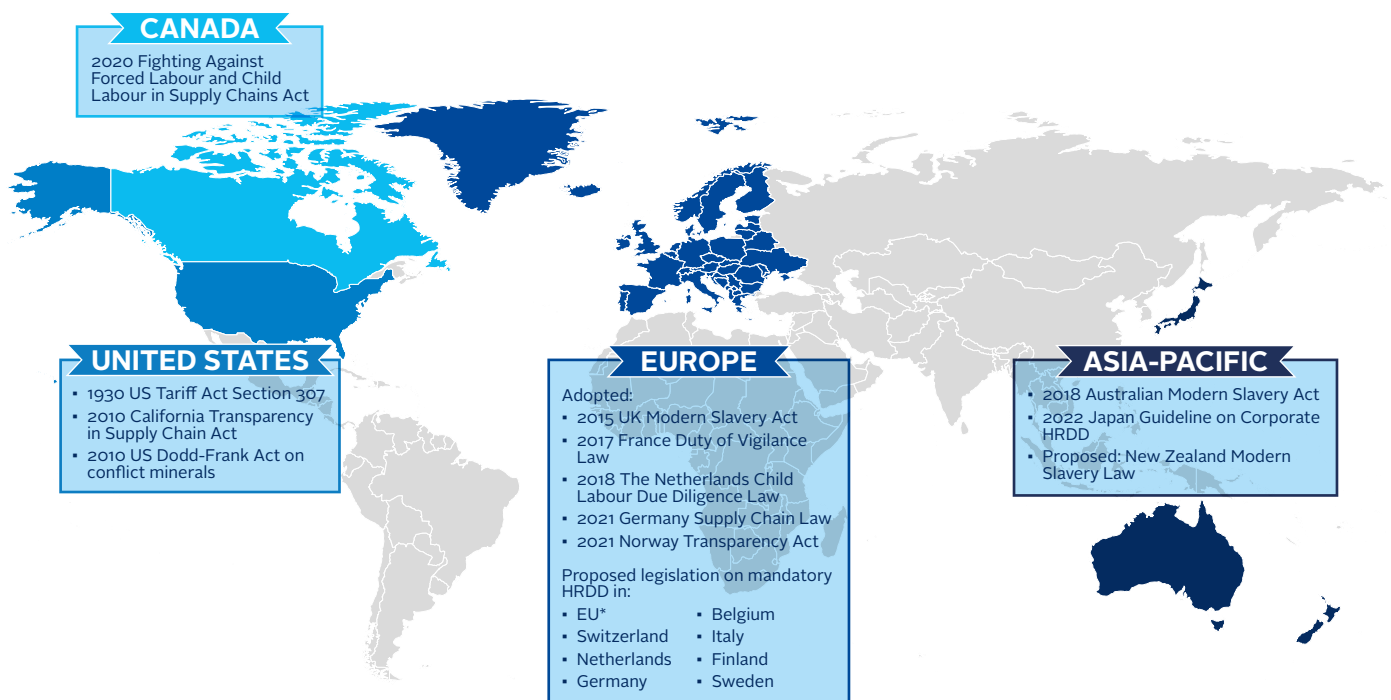 CANADA
2020 Fighting Against
Forced Labour and Child
Labour in Supply Chains Act
UNITED STATES
▪ 1930 US Tariff Act Section 307
▪ 2010 California Transparency
in Supply Chain Act
▪ 2010 US Dodd-Frank Act on
conflict minerals
EUROPE
Adopted:
▪ 2015 UK Modern Slavery Act
▪ 2017 France Duty of Vigilance
Law
▪ 2018 The Netherlands Child
Labour Due Diligence Law
▪ 2021 Germany Supply Chain Law
▪ 2021 Norway Transparency Act
Proposed legislation on mandatory
HRDD in:
▪ EU*
▪ Switzerland
▪ Netherlands
▪ Germany
▪ Belgium
▪ Italy
▪ Finland
▪ Sweden
ASIA-PACIFIC
▪ 2018 Australian Modern Slavery Act
▪ 2022 Japan Guideline on Corporate
HRDD
▪ Proposed: New Zealand Modern
Slavery Law